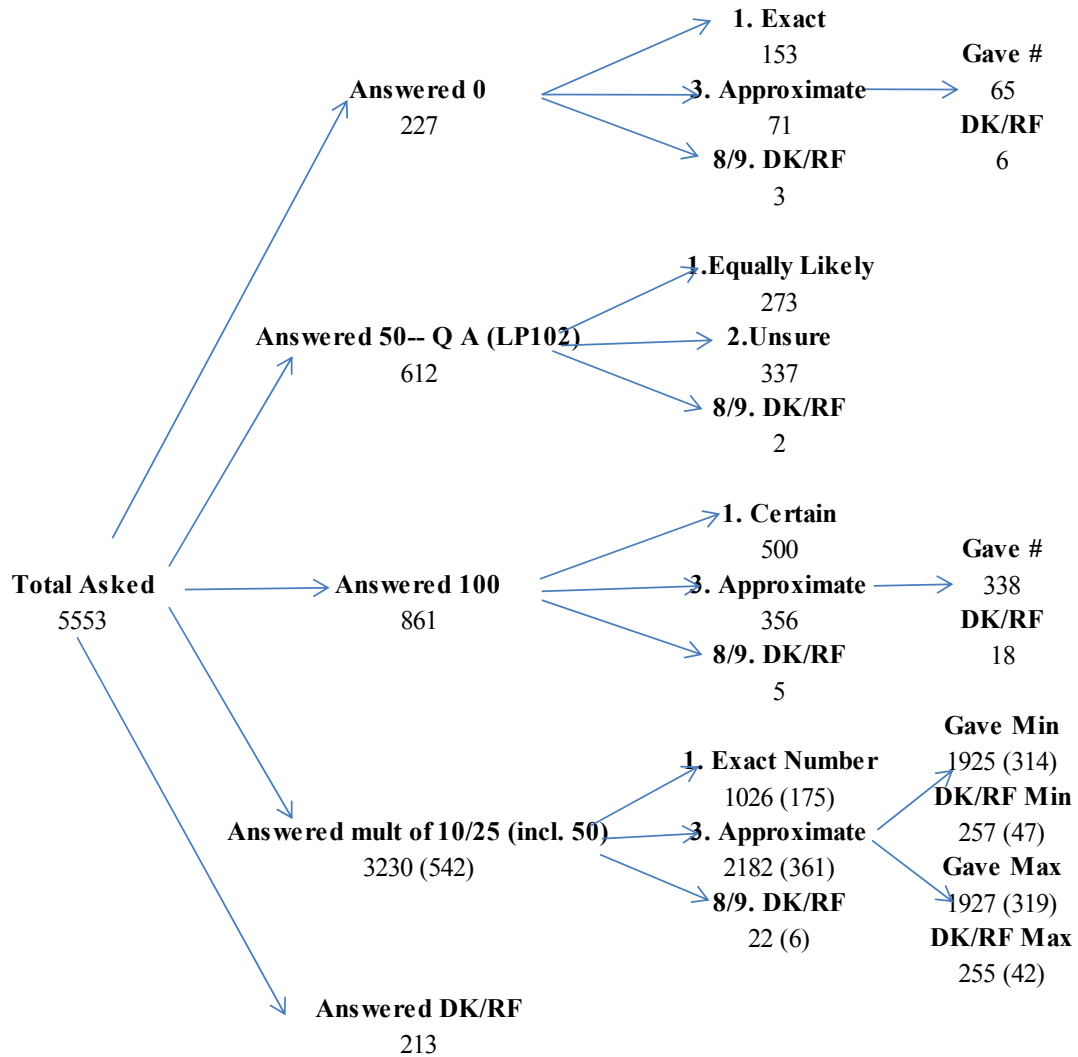 1. Exact
153
Gave #
Answered 0
3. Approximate
65
227
71
DK/RF
8/9. DK/RF
6
3
1.Equally Likely
273
Answered 50-- Q A (LP102)
2.Unsure
612
337
8/9. DK/RF
2
1. Certain
500
Gave #
Total Asked
Answered 100
3. Approximate
338
5553
861
356
DK/RF
8/9. DK/RF
18
5
Gave Min
1. Exact Number
1925 (314)
1026 (175)
DK/RF Min
Answered mult of 10/25 (incl. 50)
3. Approximate
257 (47)
3230 (542)
2182 (361)
Gave Max
8/9. DK/RF
1927 (319)
22 (6)
DK/RF Max
255 (42)
Answered DK/RF
213